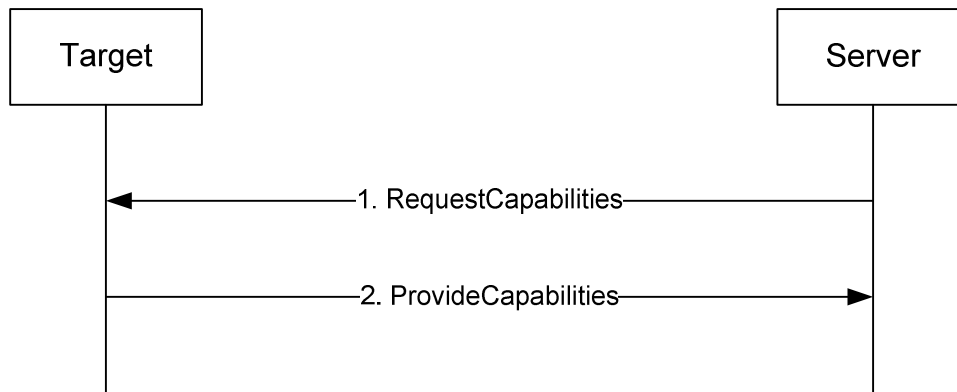 Target
Server
1. RequestCapabilities
2. ProvideCapabilities